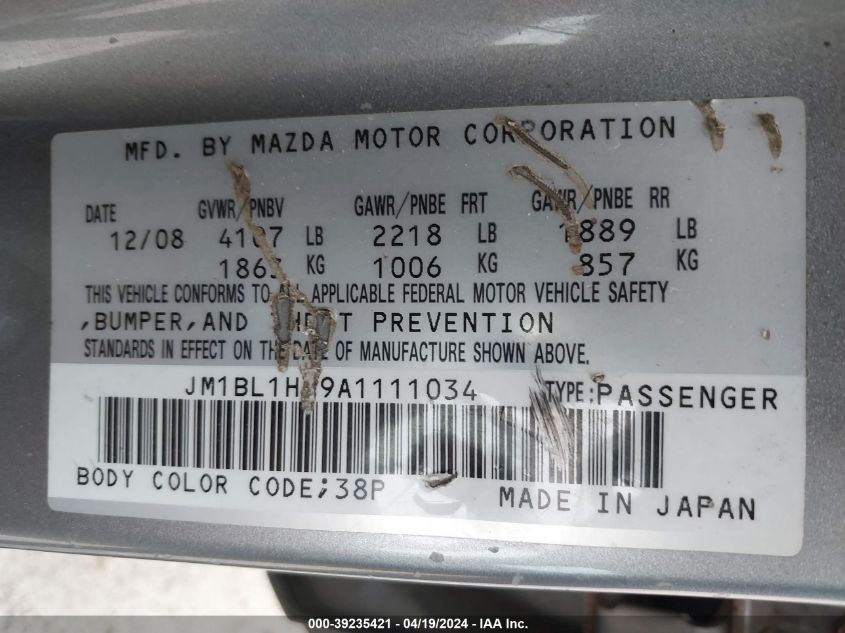 MFD. BY MAZDA MOTOR CORPORATION
DATE GVWR/PNBV GAWR/PNBE FRT GAWR/PNBE RR
12/08 4107 LB 2218 LB 1889 LB
1863 KG 1006 KG 857 KG
THIS VEHICLE CONFORMS TO ALL APPLICABLE FEDERAL MOTOR VEHICLE SAFETY
,BUMPER,AND THEFT PREVENTION
STANDARDS IN EFFECT ON THE DATE OF MANUFACTURE SHOWN ABOVE.
TYPE:PASSENGER
BODY COLOR CODE;38P
MADE IN JAPAN
000-39235421 - 04/19/2024 - IAA Inc.